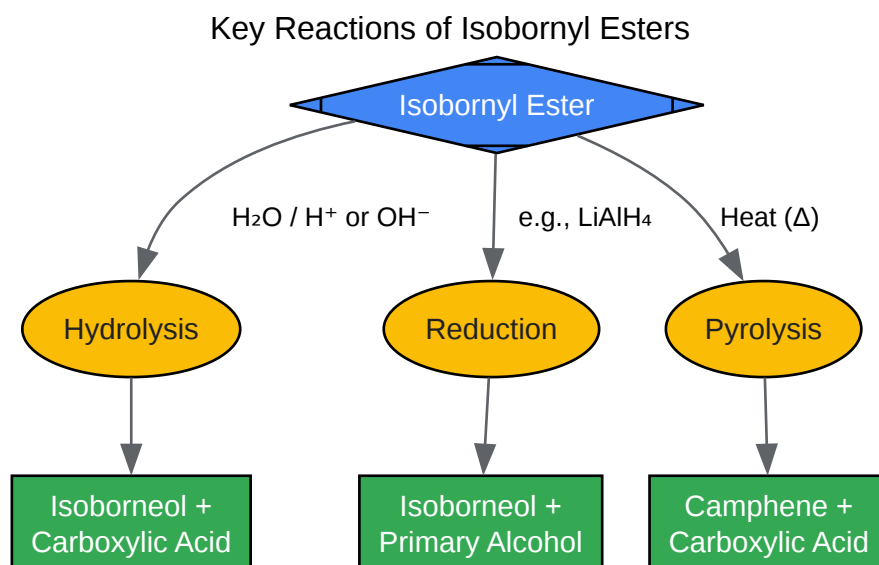 Key Reactions of Isobornyl Esters
Isobornyl Ester
H₂O / H⁺ or OH⁻
e.g., LiAlH₄
Heat (Δ)
Hydrolysis
Reduction
Pyrolysis
Isoborneol +
Carboxylic Acid
Isoborneol +
Primary Alcohol
Camphene +
Carboxylic Acid